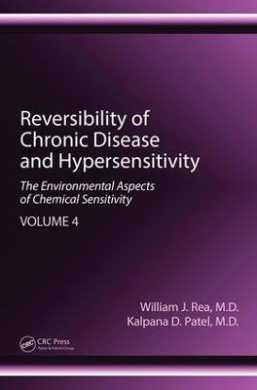 Reversibility of
Chronic Disease
and Hypersensitivity
The Environmental Aspects
of Chemical Sensitivity
VOLUME 4
William J. Rea, M.D.
Kalpana D. Patel, M.D.
CRC
CRC Press
Taylor & Francis Group